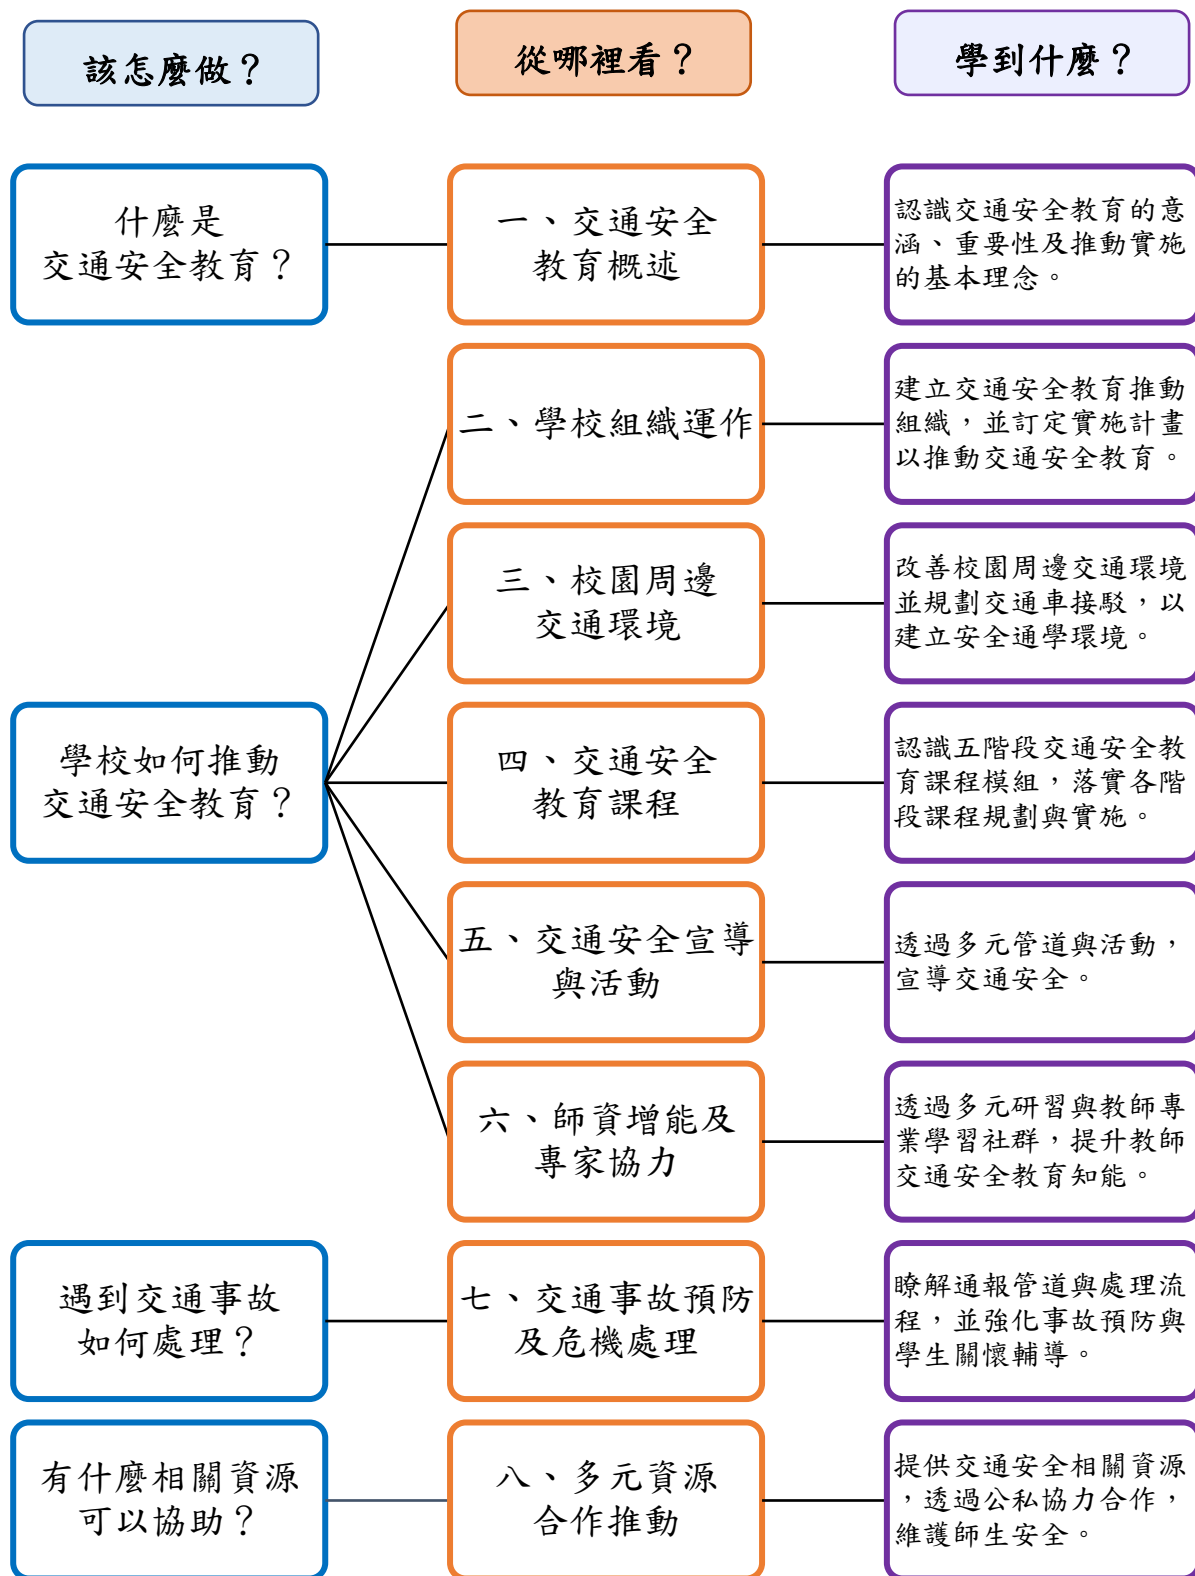 該怎麼做？
從哪裡看？
學到什麼？
什麼是
交通安全教育？
一、交通安全
教育概述
認識交通安全教育的意
涵、重要性及推動實施
的基本理念。
二、學校組織運作
建立交通安全教育推動
組織，並訂定實施計畫
以推動交通安全教育。
三、校園周邊
交通環境
改善校園周邊交通環境
並規劃交通車接駁，以
建立安全通學環境。
學校如何推動
交通安全教育？
四、交通安全
教育課程
認識五階段交通安全教
育課程模組，落實各階
段課程規劃與實施。
五、交通安全宣導
與活動
透過多元管道與活動，
宣導交通安全。
六、師資增能及
專家協力
透過多元研習與教師專
業學習社群，提升教師
交通安全教育知能。
遇到交通事故
如何處理？
七、交通事故預防
及危機處理
瞭解通報管道與處理流
程，並強化事故預防與
學生關懷輔導。
有什麼相關資源
可以協助？
八、多元資源
合作推動
提供交通安全相關資源
，透過公私協力合作，
維護師生安全。